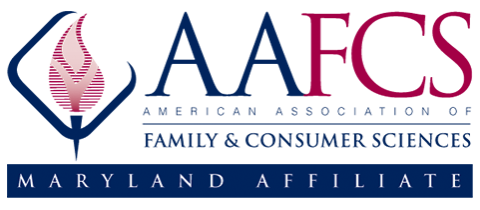 AAFCS
AMERICAN ASSOCIATION OF
FAMILY & CONSUMER SCIENCES
MARYLAND AFFILIATE